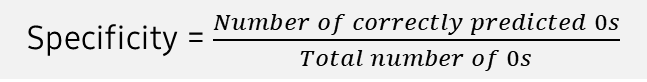 Specificity = Number of correctly predicted 0s
Total number of 0s